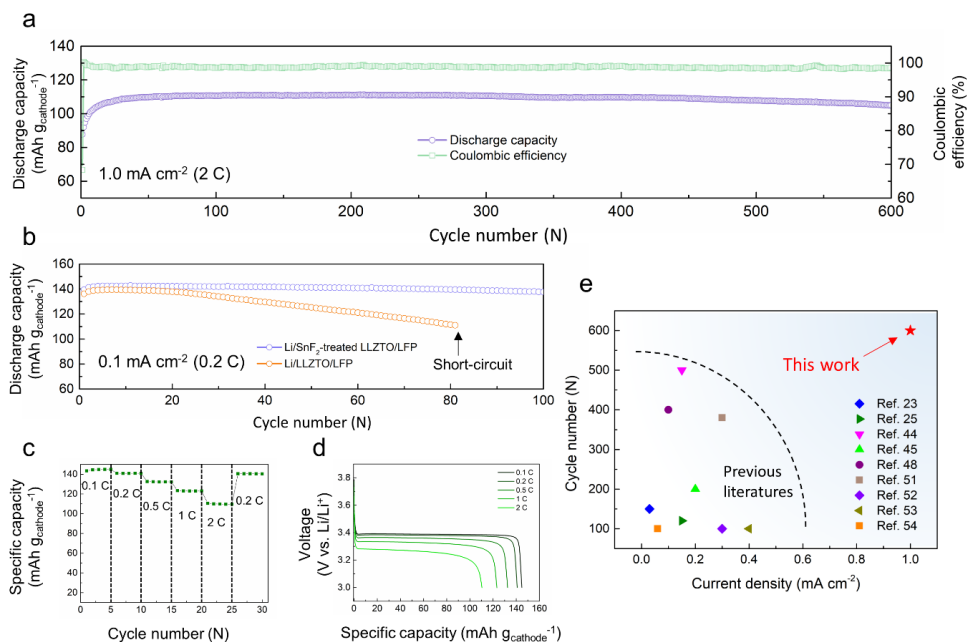 a
Discharge capacity
(mAh g_cathode^-1)
140
120
100
80
60
Discharge capacity
Coulombic efficiency
1.0 mA cm^-2 (2 C)
100
90
80
70
60
Coulombic
efficiency (%)
0 100 200 300 400 500 600
Cycle number (N)
b
Discharge capacity
(mAh g_cathode^-1)
160
140
120
100
80
60
Li/SnF₂-treated LLZTO/LFP
Li/LLZTO/LFP
0.1 mA cm^-2 (0.2 C)
Short-circuit
0 20 40 60 80 100
Cycle number (N)
c
Specific capacity
(mAh g_cathode^-1)
140
120
100
80
60
40
20
0
0.1 C
0.2 C
0.5 C
1 C
2 C
0.2 C
0 5 10 15 20 25 30
Cycle number (N)
d
Voltage
(V vs. Li/Li⁺)
3.8
3.6
3.4
3.2
3.0
2.8
0.1 C
0.2 C
0.5 C
1 C
2 C
0 20 40 60 80 100 120 140 160
Specific capacity (mAh g_cathode^-1)
e
Cycle number (N)
600
500
400
300
200
100
This work
Previous
literatures
Ref. 23
Ref. 25
Ref. 44
Ref. 45
Ref. 48
Ref. 51
Ref. 52
Ref. 53
Ref. 54
0.0 0.2 0.4 0.6 0.8 1.0
Current density (mA cm^-2)